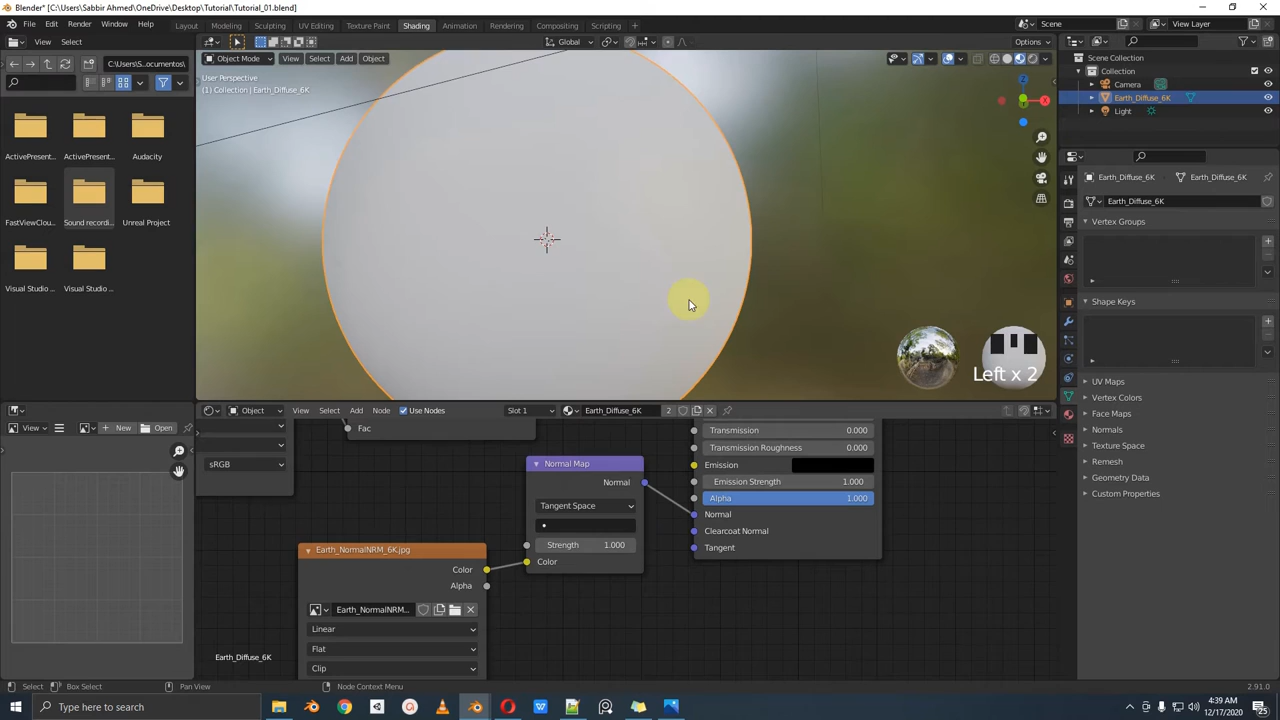 Blender* [C:\Users\Sabbir Ahmed\OneDrive\Desktop\Tutorial\Tutorial_01.blend]
File Edit Render Window Help Layout Modeling Sculpting UV Editing Texture Paint Shading Animation Rendering Compositing Scripting +
Scene View Layer
View Select Global Options
C:\Users\S...ocumentos\
Object Mode View Select Add Object
User Perspective
(1) Collection | Earth_Diffuse_6K
Z
X
ActivePresent... ActivePresent... Audacity
FastViewClou... Sound recordi... Unreal Project
Visual Studio ... Visual Studio ...
Left x 2
Scene Collection
Collection
Camera
Earth_Diffuse_6K
Light
Earth_Diffuse_6K Earth_Diffuse_6K
Earth_Diffuse_6K
Vertex Groups
Shape Keys
UV Maps
Vertex Colors
Face Maps
Normals
Texture Space
Remesh
Geometry Data
Custom Properties
View New Open
Object View Select Add Node Use Nodes Slot 1 Earth_Diffuse_6K 2
Fac
sRGB
Transmission 0.000
Transmission Roughness 0.000
Emission
Emission Strength 1.000
Alpha 1.000
Normal
Clearcoat Normal
Tangent
Normal Map
Normal
Tangent Space
Strength 1.000
Color
Earth_NormalNRM_6K.jpg
Color
Alpha
Earth_NormalNRM...
Linear
Flat
Clip
Earth_Diffuse_6K
Select Box Select Pan View Node Context Menu 2.91.0
Type here to search
4:39 AM
12/17/2020
25